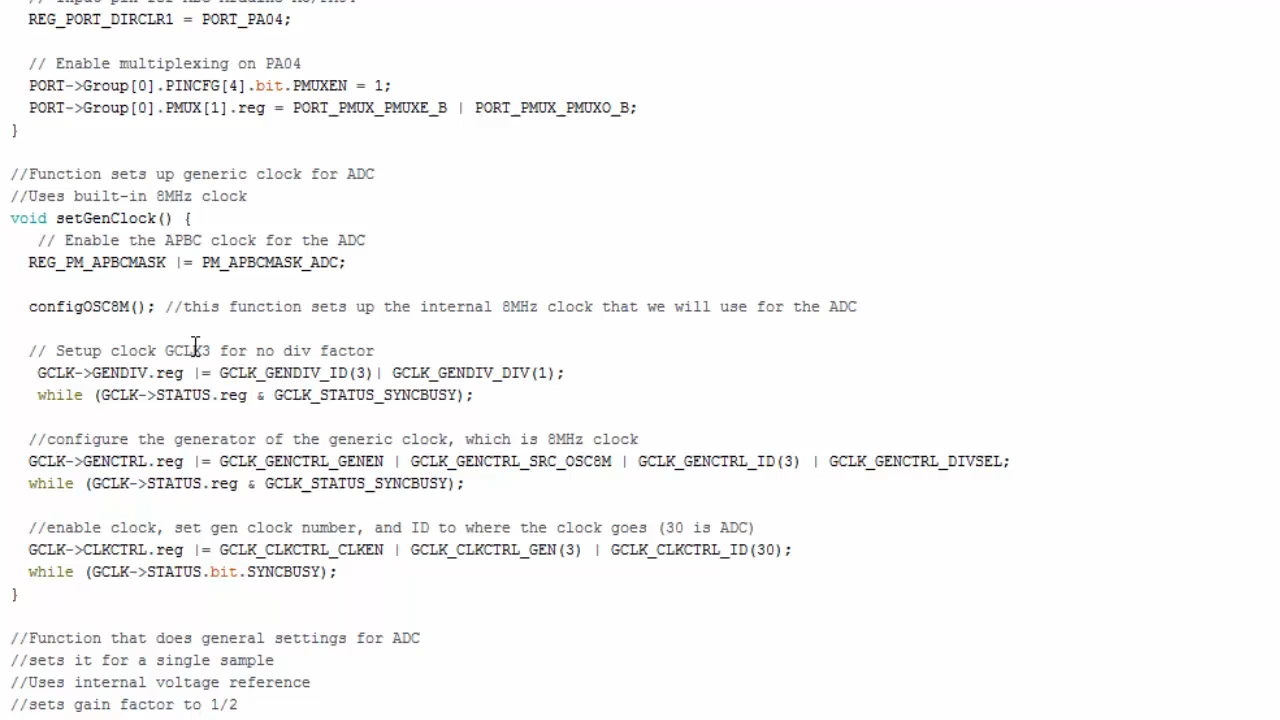 REG_PORT_DIRCLR1 = PORT_PA04;
// Enable multiplexing on PA04
PORT->Group[0].PINCFG[4].bit.PMUXEN = 1;
PORT->Group[0].PMUX[1].reg = PORT_PMUX_PMUXE_B | PORT_PMUX_PMUXO_B;
}
//Function sets up generic clock for ADC
//Uses built-in 8MHz clock
void setGenClock() {
// Enable the APBC clock for the ADC
REG_PM_APBCMASK |= PM_APBCMASK_ADC;
configOSC8M(); //this function sets up the internal 8MHz clock that we will use for the ADC
// Setup clock GCLK3 for no div factor
GCLK->GENDIV.reg |= GCLK_GENDIV_ID(3)| GCLK_GENDIV_DIV(1);
while (GCLK->STATUS.reg & GCLK_STATUS_SYNCBUSY);
//configure the generator of the generic clock, which is 8MHz clock
GCLK->GENCTRL.reg |= GCLK_GENCTRL_GENEN | GCLK_GENCTRL_SRC_OSC8M | GCLK_GENCTRL_ID(3) | GCLK_GENCTRL_DIVSEL;
while (GCLK->STATUS.reg & GCLK_STATUS_SYNCBUSY);
//enable clock, set gen clock number, and ID to where the clock goes (30 is ADC)
GCLK->CLKCTRL.reg |= GCLK_CLKCTRL_CLKEN | GCLK_CLKCTRL_GEN(3) | GCLK_CLKCTRL_ID(30);
while (GCLK->STATUS.bit.SYNCBUSY);
}
//Function that does general settings for ADC
//sets it for a single sample
//Uses internal voltage reference
//sets gain factor to 1/2